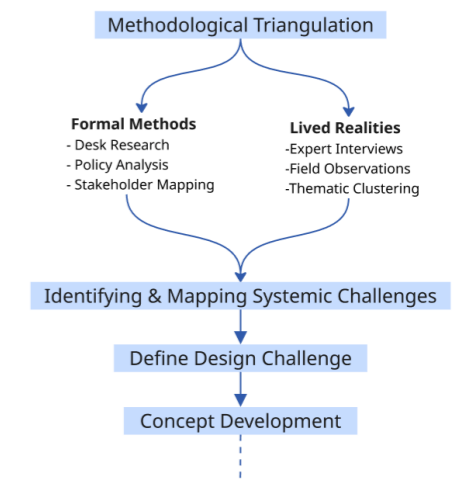 Methodological Triangulation
Formal Methods
- Desk Research
- Policy Analysis
- Stakeholder Mapping
Lived Realities
-Expert Interviews
-Field Observations
-Thematic Clustering
Identifying & Mapping Systemic Challenges
Define Design Challenge
Concept Development